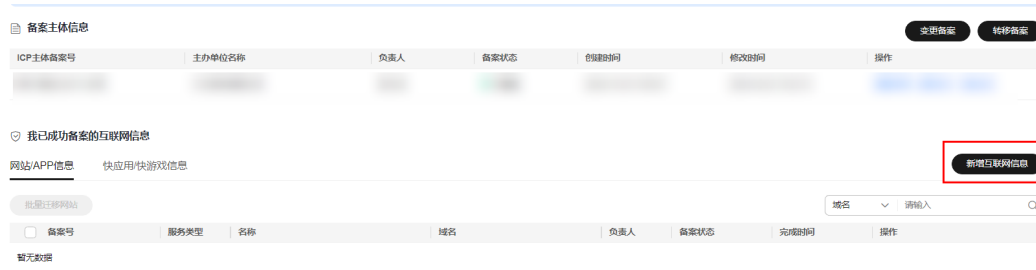 备案主体信息
变更备案 转移备案
ICP主体备案号 主办单位名称 负责人 备案状态 创建时间 修改时间 操作
我已成功备案的互联网信息
网站/APP信息 快应用/快游戏信息 新增互联网信息
批量迁移网站 域名 请输入
备案号 服务类型 名称 域名 负责人 备案状态 完成时间 操作
暂无数据